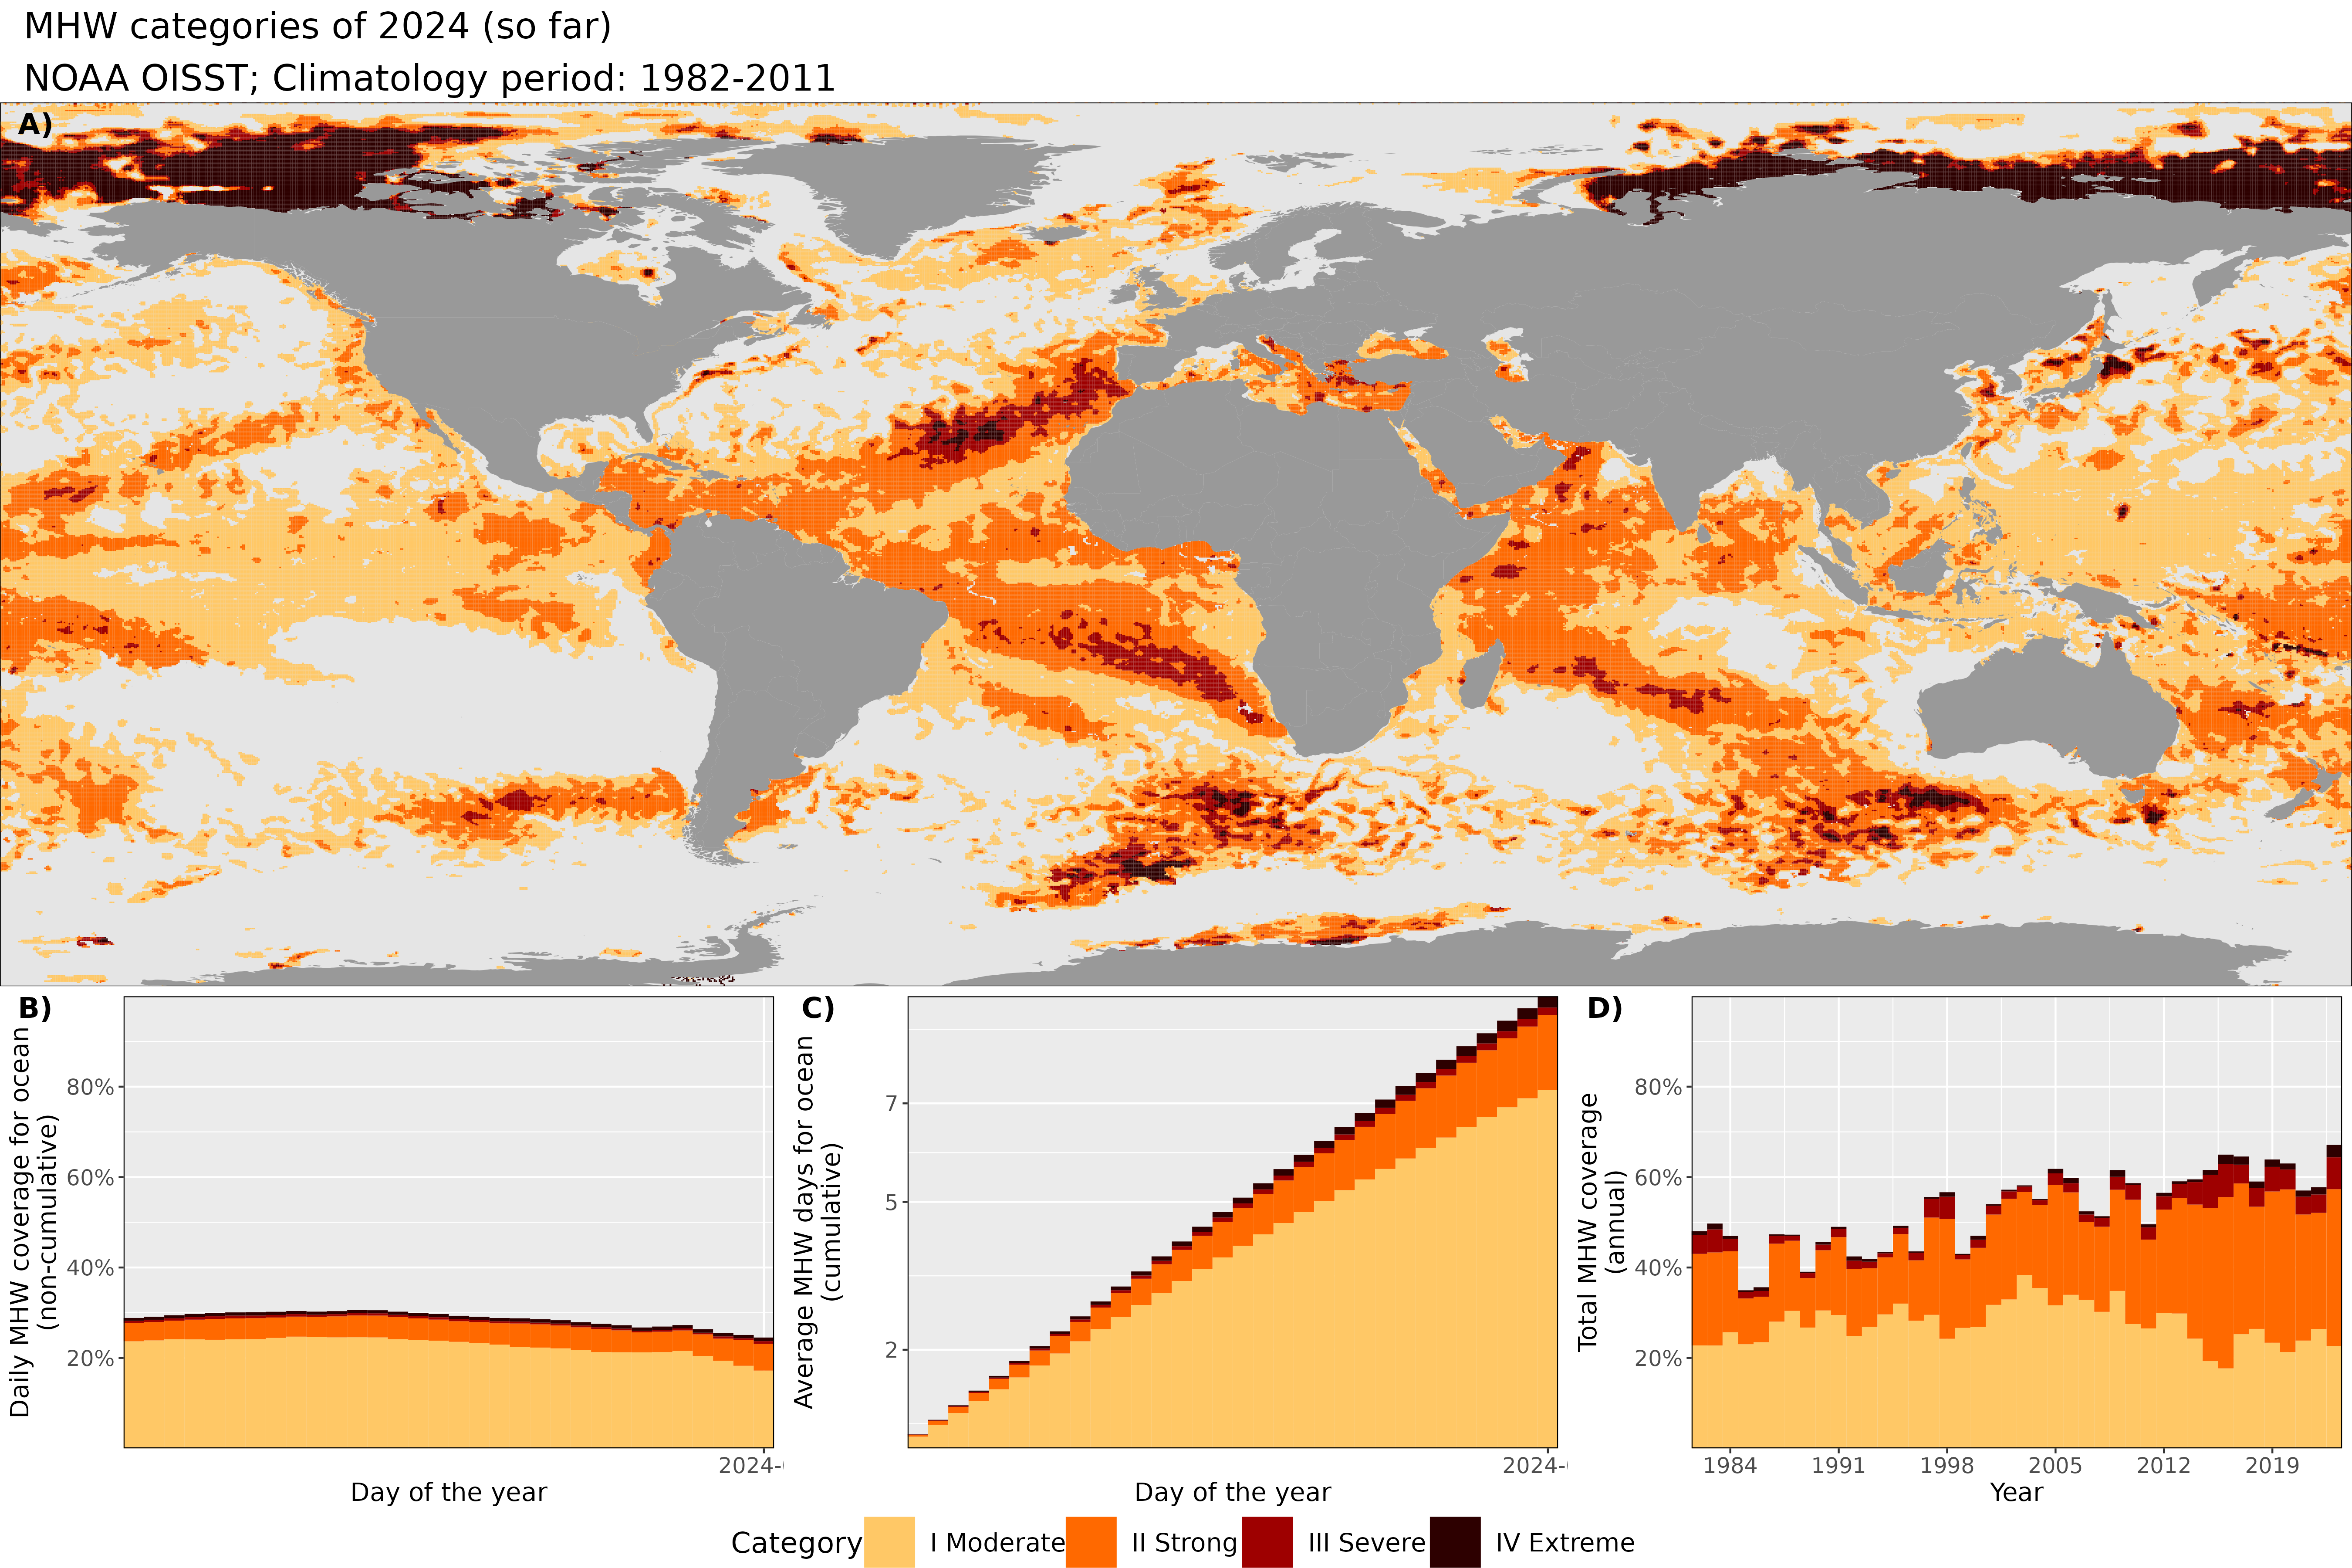 MHW categories of 2024 (so far)
NOAA OISST; Climatology period: 1982-2011
A)
B)
Daily MHW coverage for ocean
(non-cumulative)
80%
60%
40%
20%
2024-
Day of the year
C)
Average MHW days for ocean
(cumulative)
7
5
2
2024-
Day of the year
D)
Total MHW coverage
(annual)
80%
60%
40%
20%
1984 1991 1998 2005 2012 2019
Year
Category I Moderate II Strong III Severe IV Extreme